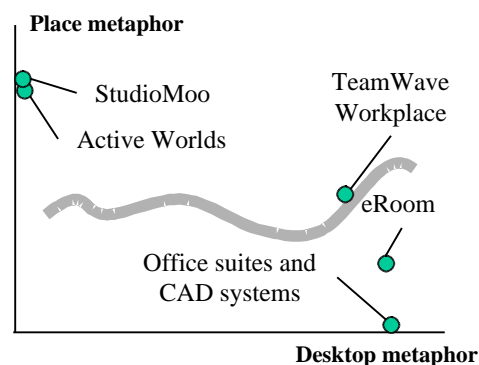 Place metaphor
StudioMoo
Active Worlds
TeamWave
Workplace
eRoom
Office suites and
CAD systems
Desktop metaphor